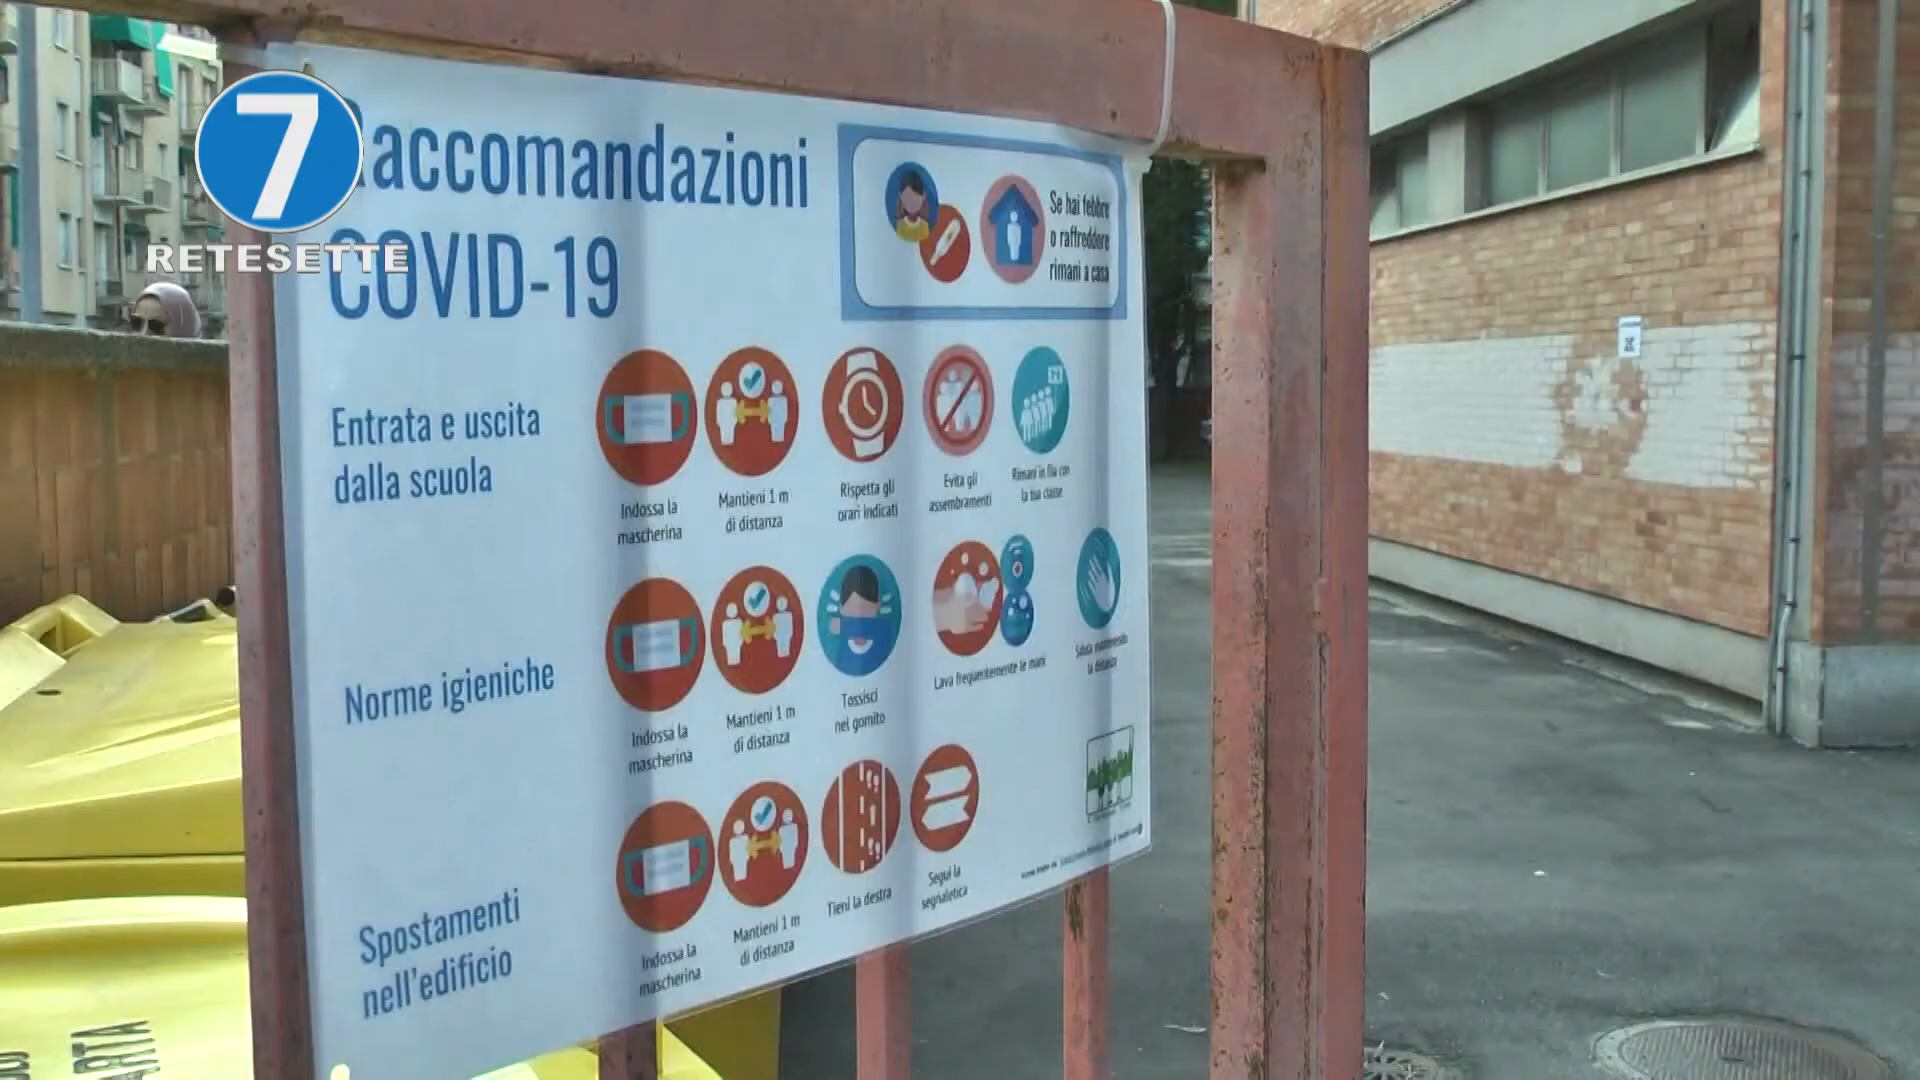 7
RETESETTE
Raccomandazioni
COVID-19
Se hai febbre
o raffreddore
rimani a casa
Entrata e uscita
dalla scuola
Indossa la
mascherina
Mantieni 1 m
di distanza
Rispetta gli
orari indicati
Evita gli
assembramenti
Rimani in fila con
la tua classe
Norme igieniche
Indossa la
mascherina
Mantieni 1 m
di distanza
Tossisci
nel gomito
Lava frequentemente le mani
Saluta mantenendo
la distanza
Spostamenti
nell'edificio
Indossa la
mascherina
Mantieni 1 m
di distanza
Tieni la destra
Segui la
segnaletica